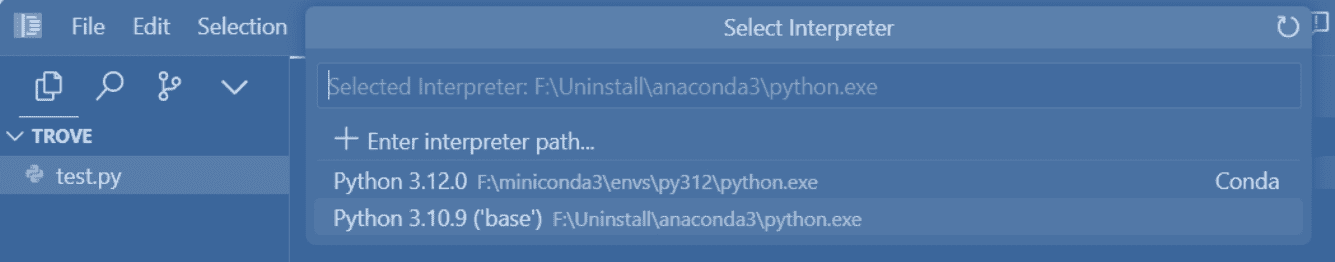 File Edit Selection
Select Interpreter
Selected Interpreter: F:\Uninstall\anaconda3\python.exe
Enter interpreter path...
TROVE
test.py
Python 3.12.0 F:\miniconda3\envs\py312\python.exe Conda
Python 3.10.9 ('base') F:\Uninstall\anaconda3\python.exe